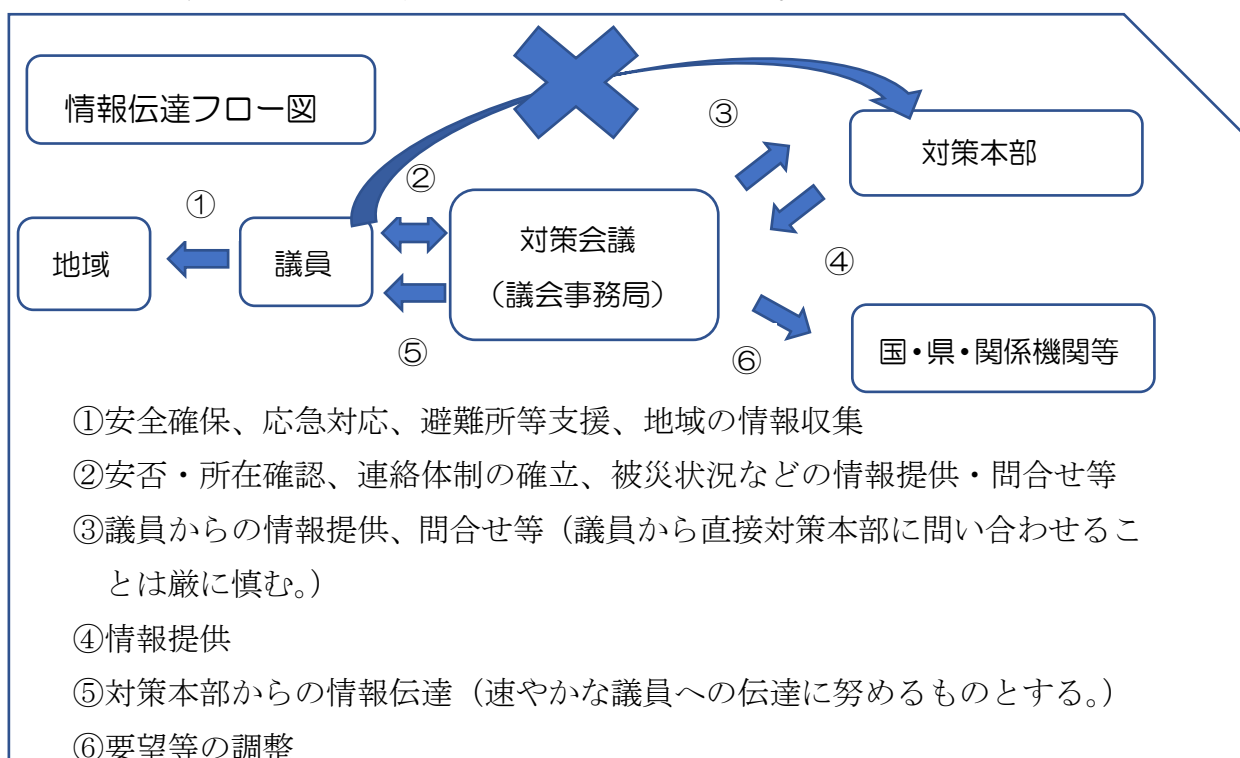 情報伝達フロー図
③
対策本部
②
①
対策会議
地域
議員
④
（議会事務局）
⑤
⑥
国・県・関係機関等
①安全確保、応急対応、避難所等支援、地域の情報収集
②安否・所在確認、連絡体制の確立、被災状況などの情報提供・問合せ等
③議員からの情報提供、問合せ等（議員から直接対策本部に問い合わせるこ
とは厳に慎む。）
④情報提供
⑤対策本部からの情報伝達（速やかな議員への伝達に努めるものとする。）
⑥要望等の調整